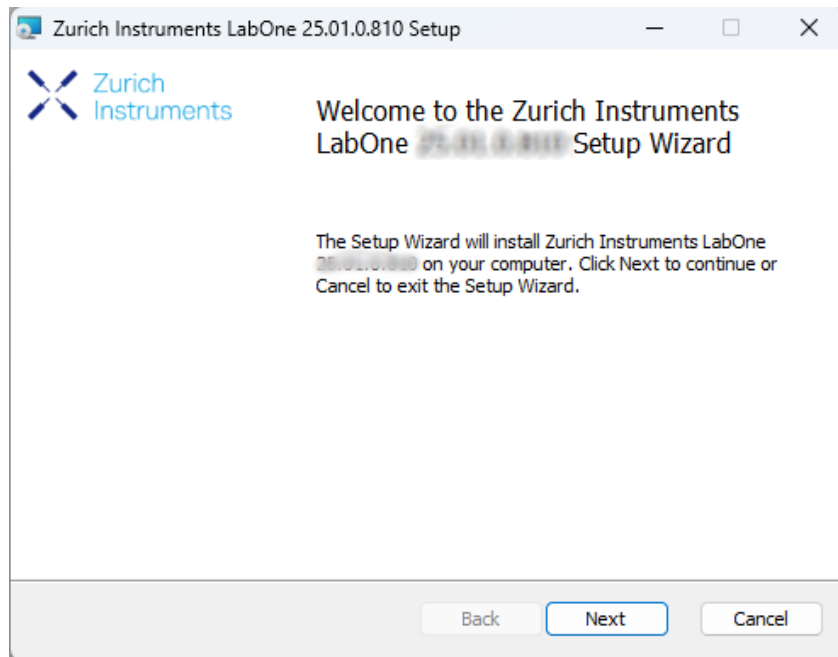 Zurich Instruments LabOne 25.01.0.810 Setup
Zurich
Instruments
Welcome to the Zurich Instruments
LabOne Setup Wizard
The Setup Wizard will install Zurich Instruments LabOne
on your computer. Click Next to continue or
Cancel to exit the Setup Wizard.
Back
Next
Cancel